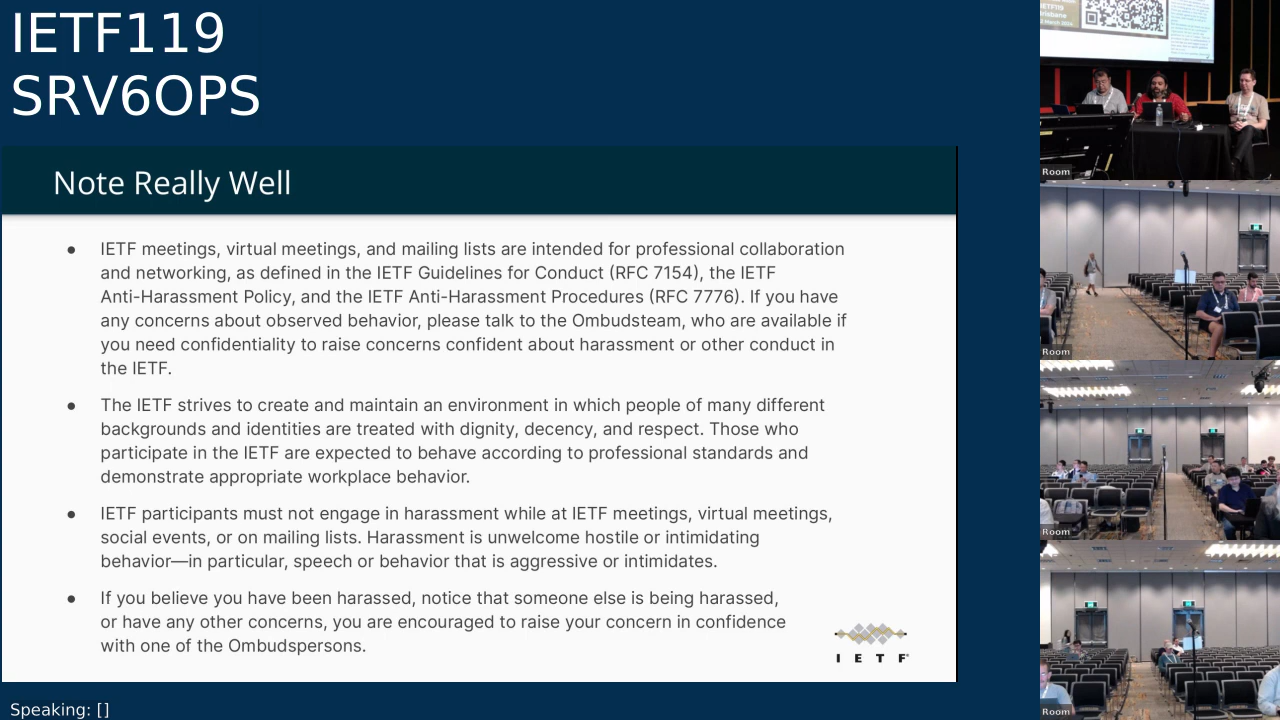 IETF119
SRV6OPS
Note Really Well
● IETF meetings, virtual meetings, and mailing lists are intended for professional collaboration
and networking, as defined in the IETF Guidelines for Conduct (RFC 7154), the IETF
Anti-Harassment Policy, and the IETF Anti-Harassment Procedures (RFC 7776). If you have
any concerns about observed behavior, please talk to the Ombudsteam, who are available if
you need confidentiality to raise concerns confident about harassment or other conduct in
the IETF.
● The IETF strives to create and maintain an environment in which people of many different
backgrounds and identities are treated with dignity, decency, and respect. Those who
participate in the IETF are expected to behave according to professional standards and
demonstrate appropriate workplace behavior.
● IETF participants must not engage in harassment while at IETF meetings, virtual meetings,
social events, or on mailing lists. Harassment is unwelcome hostile or intimidating
behavior—in particular, speech or behavior that is aggressive or intimidates.
● If you believe you have been harassed, notice that someone else is being harassed,
or have any other concerns, you are encouraged to raise your concern in confidence
with one of the Ombudspersons.
I E T F
Speaking: []
IETF119
Room
Room
Room
Room